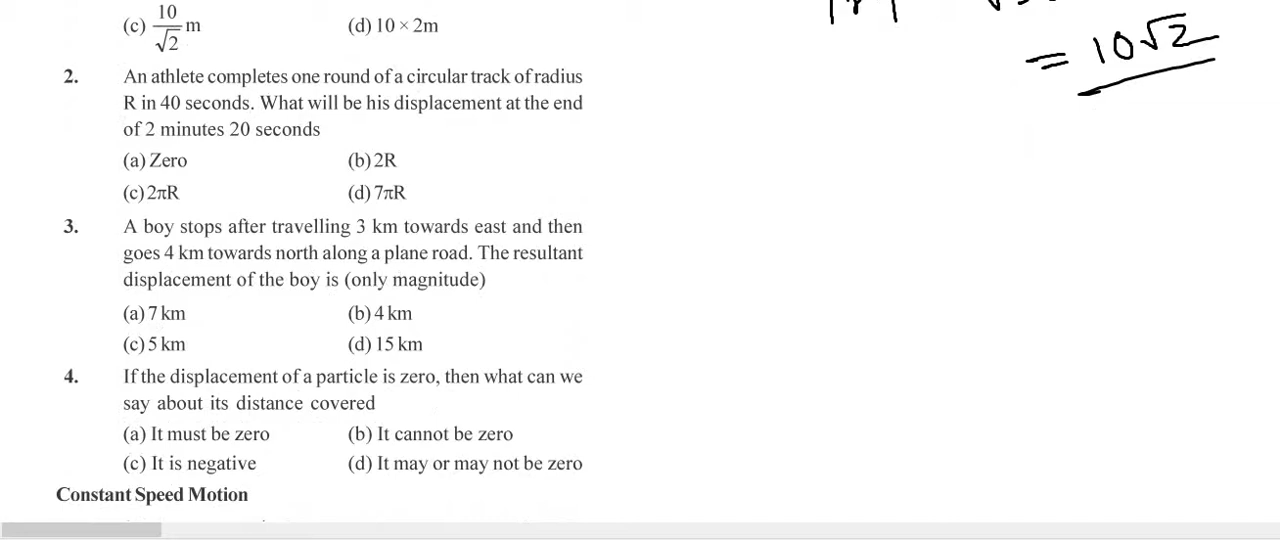 (c) 10/√2 m (d) 10 × 2m
= 10√2
2. An athlete completes one round of a circular track of radius
R in 40 seconds. What will be his displacement at the end
of 2 minutes 20 seconds
(a) Zero (b) 2R
(c) 2πR (d) 7πR
3. A boy stops after travelling 3 km towards east and then
goes 4 km towards north along a plane road. The resultant
displacement of the boy is (only magnitude)
(a) 7 km (b) 4 km
(c) 5 km (d) 15 km
4. If the displacement of a particle is zero, then what can we
say about its distance covered
(a) It must be zero (b) It cannot be zero
(c) It is negative (d) It may or may not be zero
Constant Speed Motion